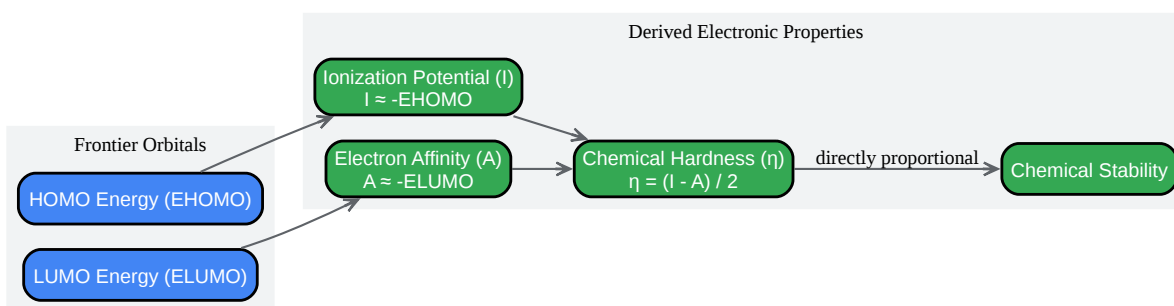 Derived Electronic Properties
Ionization Potential (I)
I ≈ -EHOMO
Frontier Orbitals
HOMO Energy (EHOMO)
LUMO Energy (ELUMO)
Electron Affinity (A)
A ≈ -ELUMO
Chemical Hardness (η)
η = (I - A) / 2
directly proportional
Chemical Stability